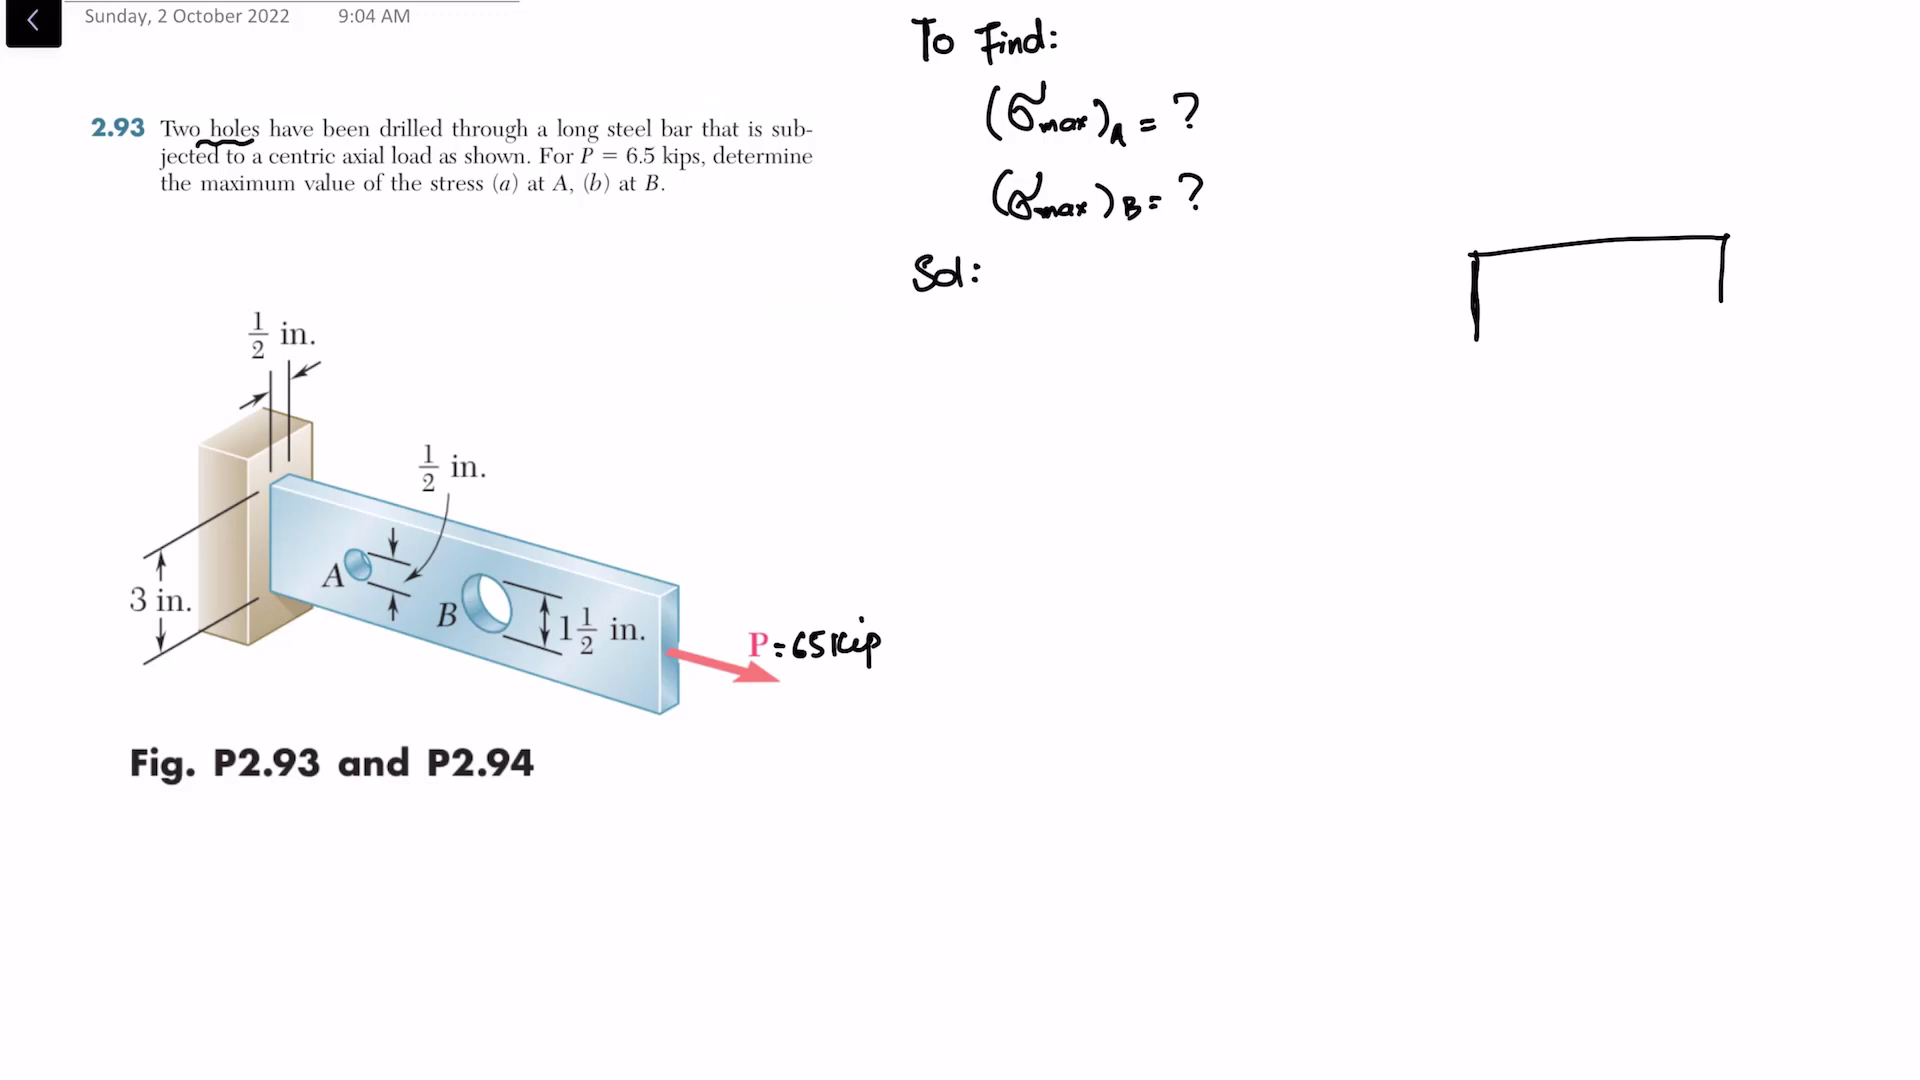 Sunday, 2 October 2022 9:04 AM
2.93 Two holes have been drilled through a long steel bar that is sub-
jected to a centric axial load as shown. For P = 6.5 kips, determine
the maximum value of the stress (a) at A, (b) at B.
To Find:
(σmax)A = ?
(σmax)B = ?
Sol:
1/2 in.
1/2 in.
A
3 in.
B
1 1/2 in.
P = 65 Kip
Fig. P2.93 and P2.94